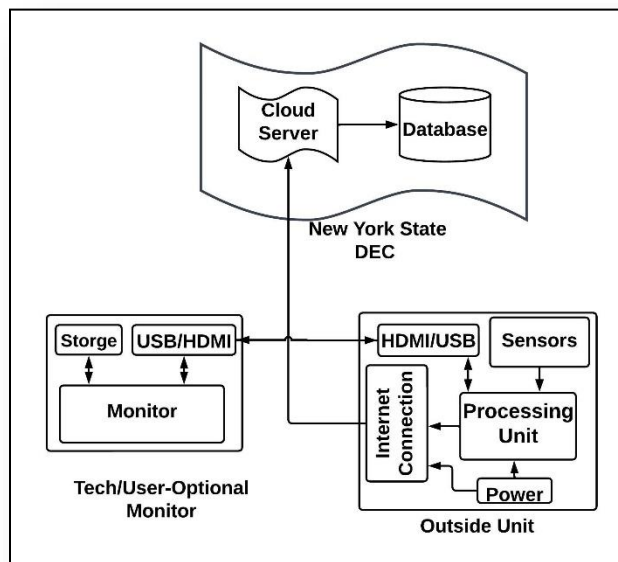 Cloud
Server
Database
New York State
DEC
Storge
USB/HDMI
Monitor
Tech/User-Optional
Monitor
HDMI/USB
Sensors
Internet
Connection
Processing
Unit
Power
Outside Unit